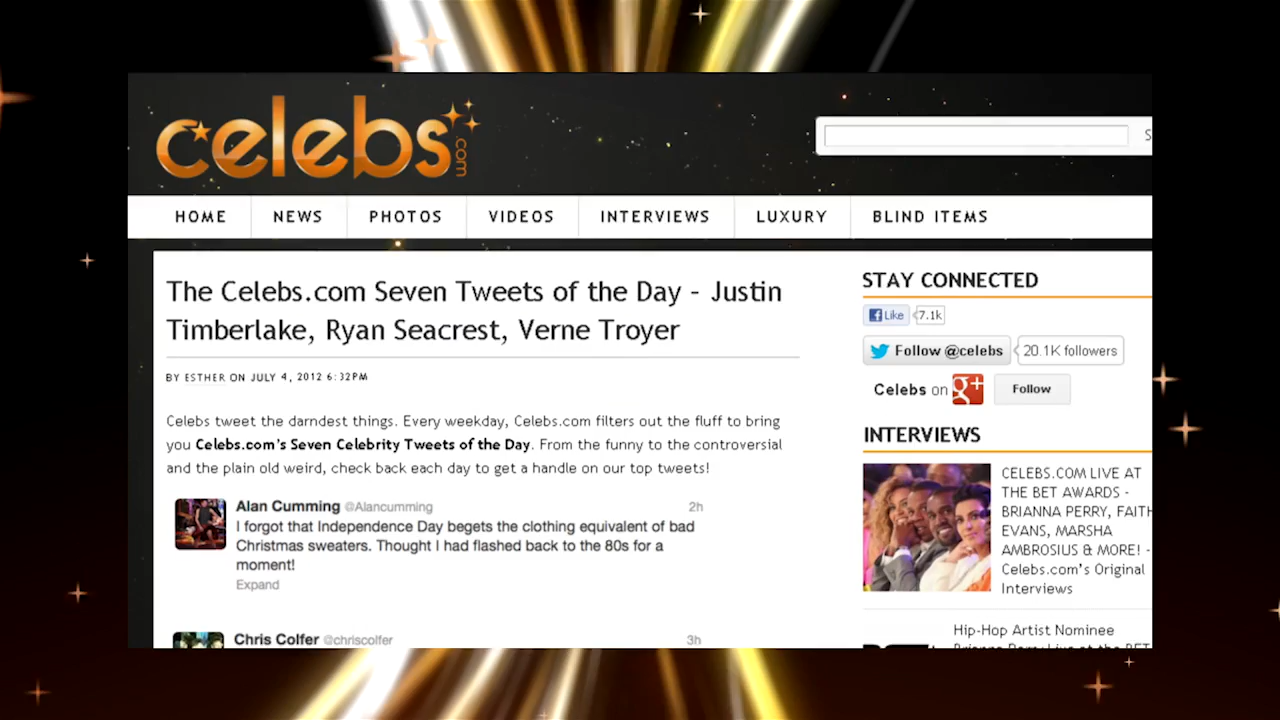 celebs.com
HOME NEWS PHOTOS VIDEOS INTERVIEWS LUXURY BLIND ITEMS
The Celebs.com Seven Tweets of the Day - Justin
Timberlake, Ryan Seacrest, Verne Troyer
BY ESTHER ON JULY 4, 2012 6:32PM
Celebs tweet the darndest things. Every weekday, Celebs.com filters out the fluff to bring
you Celebs.com's Seven Celebrity Tweets of the Day. From the funny to the controversial
and the plain old weird, check back each day to get a handle on our top tweets!
Alan Cumming @Alancumming 2h
I forgot that Independence Day begets the clothing equivalent of bad
Christmas sweaters. Thought I had flashed back to the 80s for a
moment!
Expand
Chris Colfer @chriscolfer 3h
STAY CONNECTED
Like 7.1k
Follow @celebs 20.1K followers
Celebs on g+ Follow
INTERVIEWS
CELEBS.COM LIVE AT
THE BET AWARDS -
BRIANNA PERRY, FAITH
EVANS, MARSHA
AMBROSIUS & MORE! -
Celebs.com's Original
Interviews
Hip-Hop Artist Nominee
Brianna Perry Live at the BET